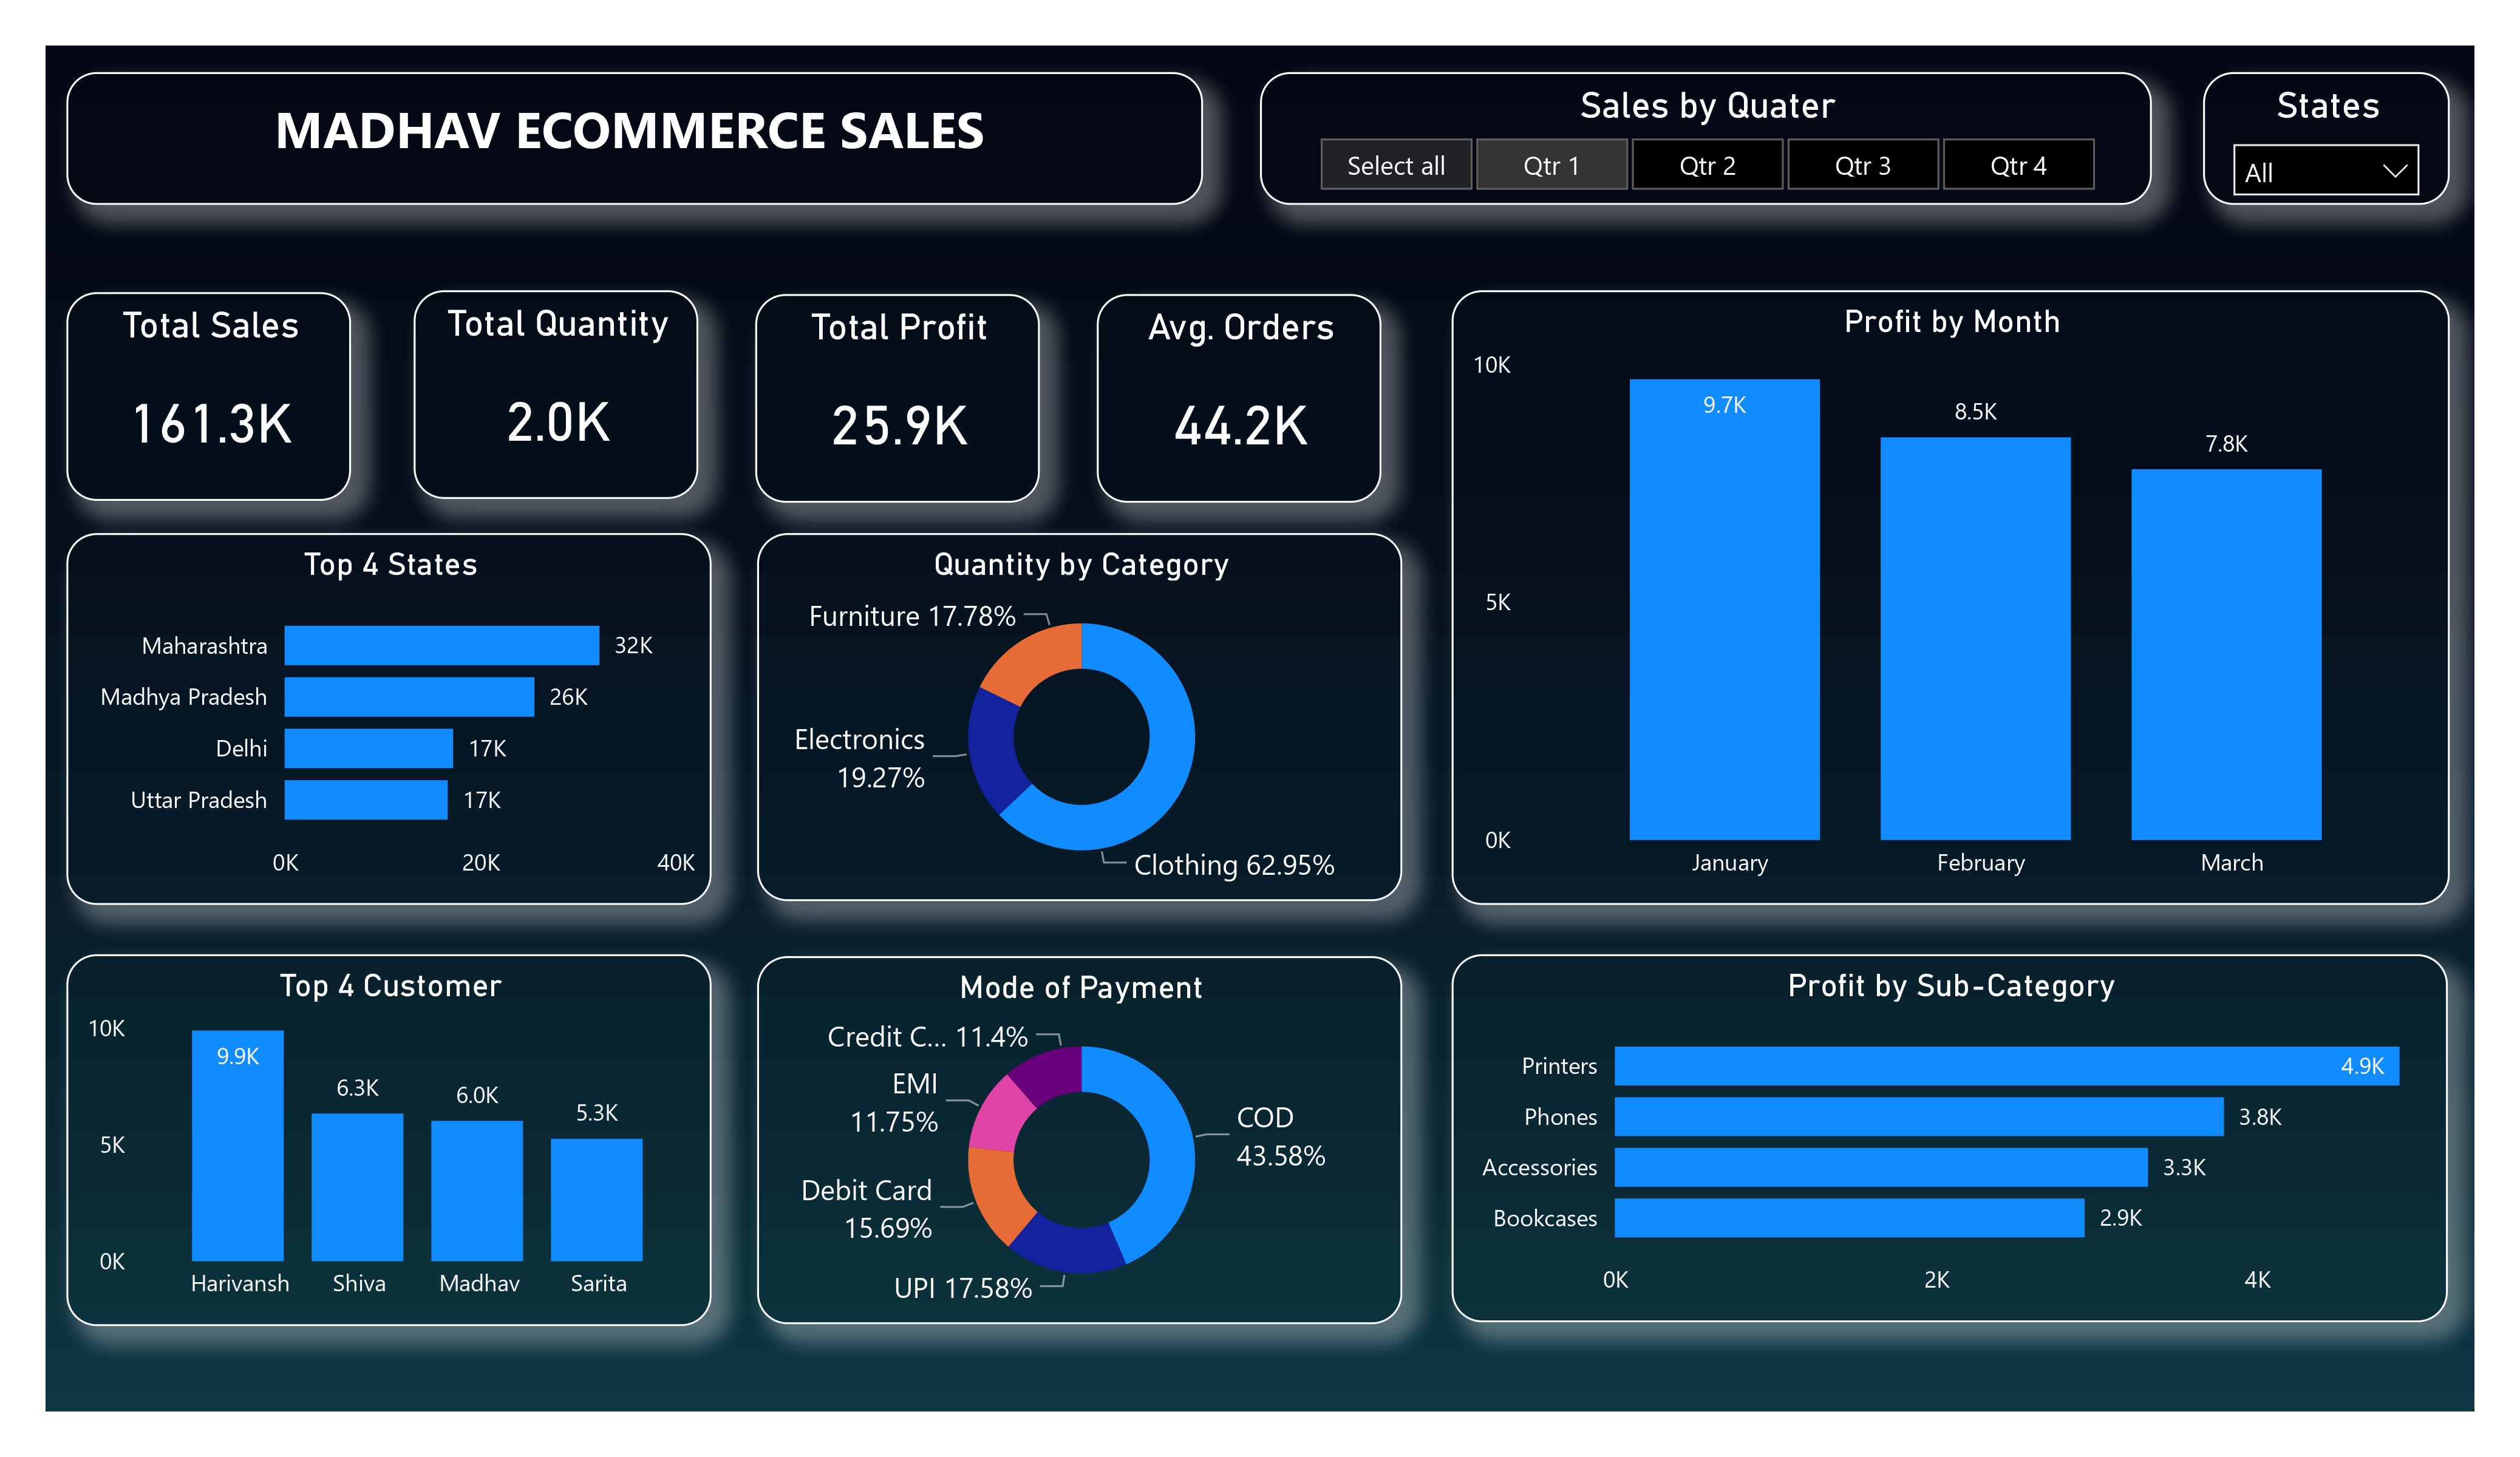 MADHAV ECOMMERCE SALES
Sales by Quater
Select all
Qtr 1
Qtr 2
Qtr 3
Qtr 4
States
All
Total Sales
161.3K
Total Quantity
2.0K
Total Profit
25.9K
Avg. Orders
44.2K
Profit by Month
10K
5K
0K
9.7K
8.5K
7.8K
January
February
March
Top 4 States
Maharashtra
32K
Madhya Pradesh
26K
Delhi
17K
Uttar Pradesh
17K
0K
20K
40K
Quantity by Category
Furniture 17.78%
Electronics
19.27%
Clothing 62.95%
Top 4 Customer
10K
5K
0K
9.9K
6.3K
6.0K
5.3K
Harivansh
Shiva
Madhav
Sarita
Mode of Payment
Credit C... 11.4%
EMI
11.75%
COD
43.58%
Debit Card
15.69%
UPI 17.58%
Profit by Sub-Category
Printers
4.9K
Phones
3.8K
Accessories
3.3K
Bookcases
2.9K
0K
2K
4K